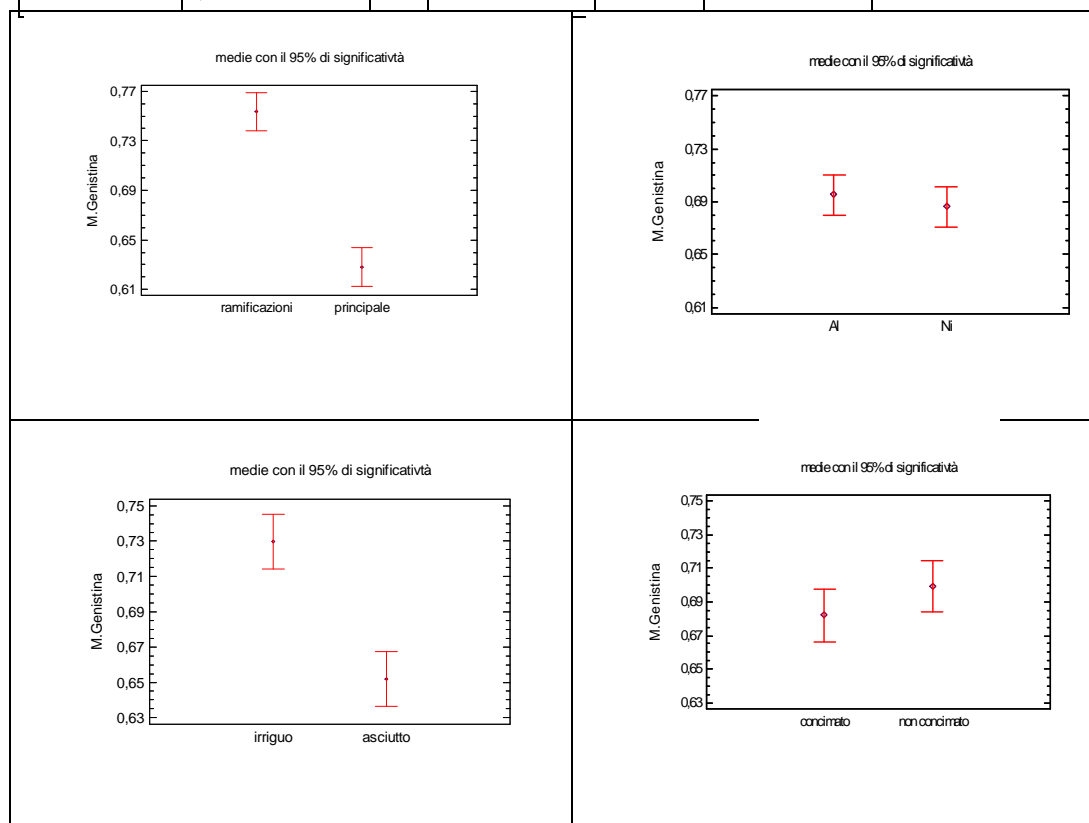 medie con il 95% di significatività
0,77
0,73
0,69
0,65
0,61
M.Genistina
ramificazioni principale
medie con il 95% di significatività
0,77
0,73
0,69
0,65
0,61
M.Genistina
Al Ni
medie con il 95% di significatività
0,75
0,73
0,71
0,69
0,67
0,65
0,63
M.Genistina
irriguo asciutto
medie con il 95% di significatività
0,75
0,73
0,71
0,69
0,67
0,65
0,63
M.Genistina
concimato non concimato